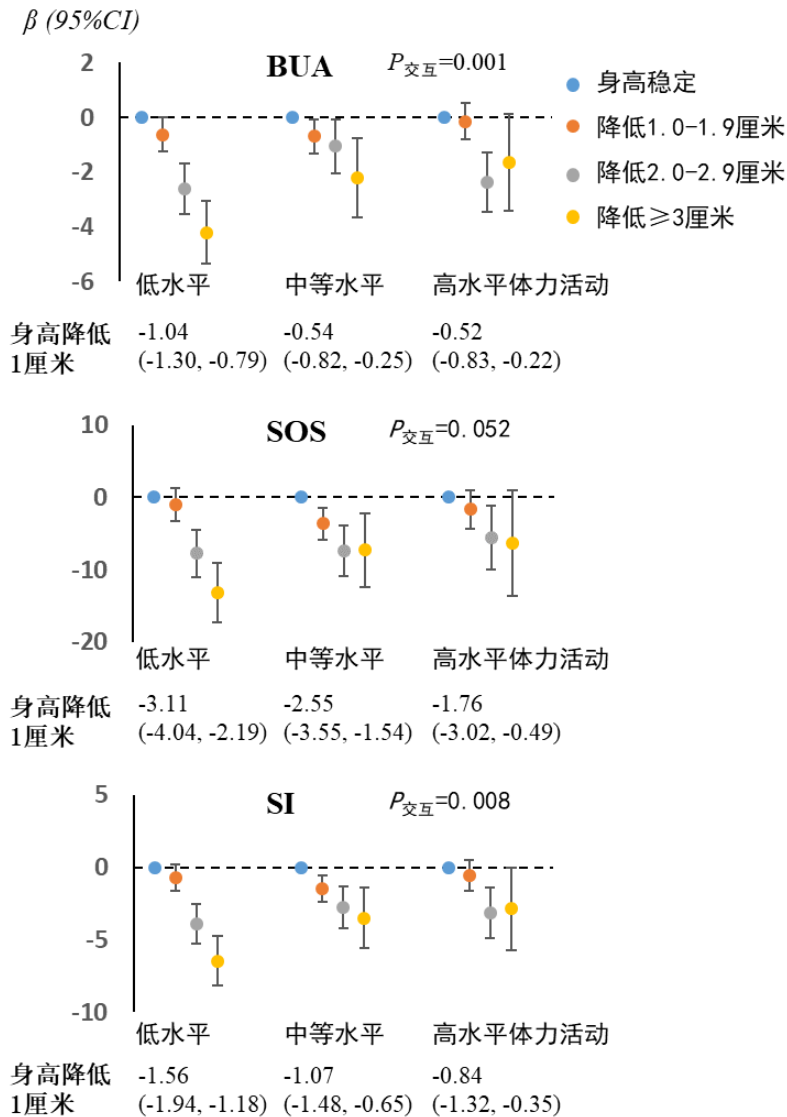 β (95%CI)
BUA P交互=0.001
2
0
-2
-4
-6
身高稳定
降低1.0-1.9厘米
降低2.0-2.9厘米
降低≥3厘米
低水平 中等水平 高水平体力活动
身高降低 -1.04 -0.54 -0.52
1厘米 (-1.30, -0.79) (-0.82, -0.25) (-0.83, -0.22)
SOS P交互=0.052
10
0
-10
-20
低水平 中等水平 高水平体力活动
身高降低 -3.11 -2.55 -1.76
1厘米 (-4.04, -2.19) (-3.55, -1.54) (-3.02, -0.49)
SI P交互=0.008
5
0
-5
-10
低水平 中等水平 高水平体力活动
身高降低 -1.56 -1.07 -0.84
1厘米 (-1.94, -1.18) (-1.48, -0.65) (-1.32, -0.35)